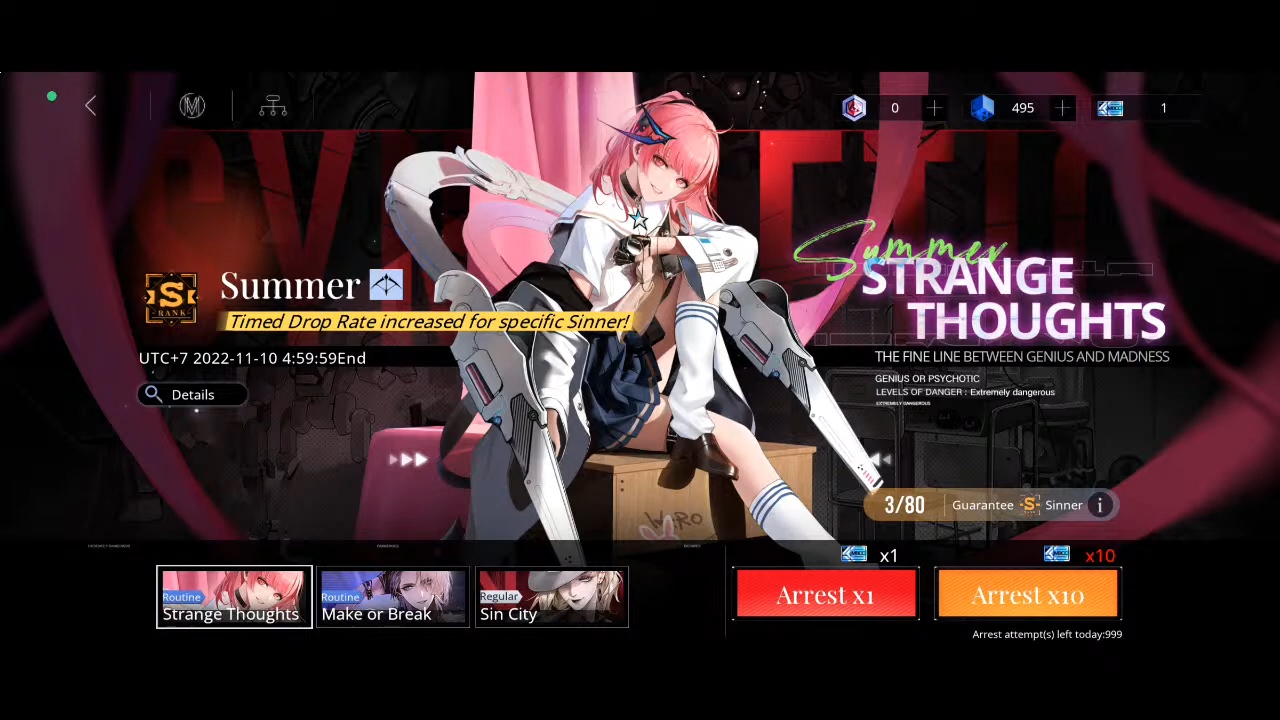 0
495
1
S
RANK
Summer
Timed Drop Rate increased for specific Sinner!
UTC+7 2022-11-10 4:59:59End
Details
Summer
STRANGE
THOUGHTS
THE FINE LINE BETWEEN GENIUS AND MADNESS
GENIUS OR PSYCHOTIC
LEVELS OF DANGER : Extremely dangerous
EXTREMELY DANGEROUS
3/80
Guarantee S Sinner
x1
x10
Routine
Strange Thoughts
Routine
Make or Break
Regular
Sin City
Arrest x1
Arrest x10
Arrest attempt(s) left today:999